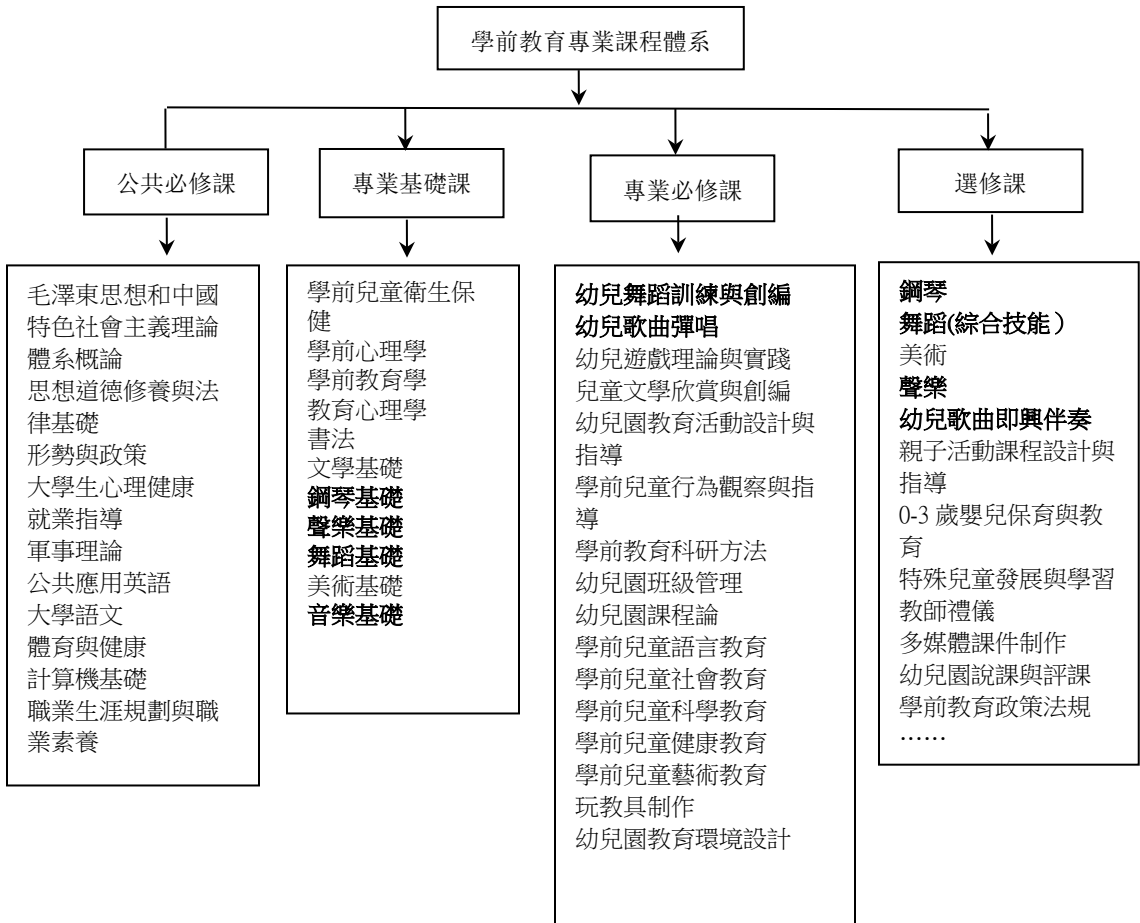 學前教育專業課程體系
公共必修課
專業基礎課
專業必修課
選修課
毛澤東思想和中國
特色社會主義理論
體系概論
思想道德修養與法
律基礎
形勢與政策
大學生心理健康
就業指導
軍事理論
公共應用英語
大學語文
體育與健康
計算機基礎
職業生涯規劃與職
業素養
學前兒童衛生保
健
學前心理學
學前教育學
教育心理學
書法
文學基礎
鋼琴基礎
聲樂基礎
舞蹈基礎
美術基礎
音樂基礎
幼兒舞蹈訓練與創編
幼兒歌曲彈唱
幼兒遊戲理論與實踐
兒童文學欣賞與創編
幼兒園教育活動設計與
指導
學前兒童行為觀察與指
導
學前教育科研方法
幼兒園班級管理
幼兒園課程論
學前兒童語言教育
學前兒童社會教育
學前兒童科學教育
學前兒童健康教育
學前兒童藝術教育
玩教具制作
幼兒園教育環境設計
鋼琴
舞蹈(綜合技能）
美術
聲樂
幼兒歌曲即興伴奏
親子活動課程設計與
指導
0-3 歲嬰兒保育與教
育
特殊兒童發展與學習
教師禮儀
多媒體課件制作
幼兒園說課與評課
學前教育政策法規
……